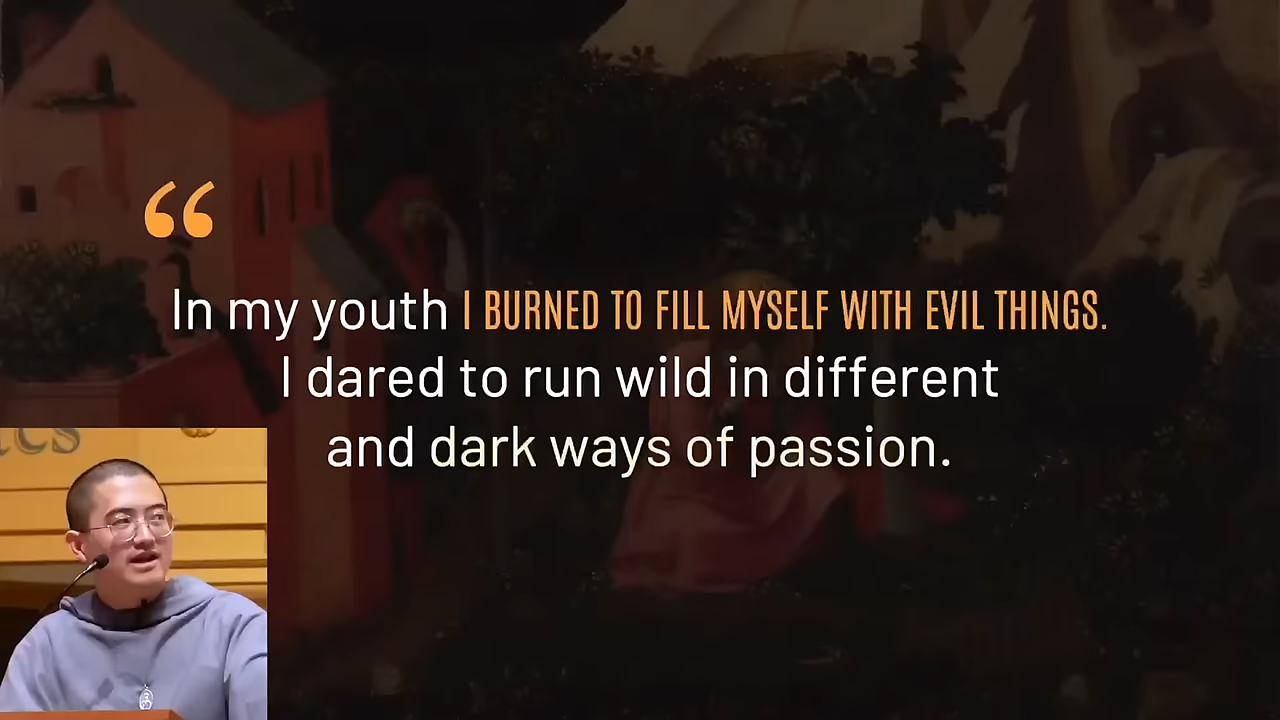 “
In my youth I BURNED TO FILL MYSELF WITH EVIL THINGS.
I dared to run wild in different
and dark ways of passion.